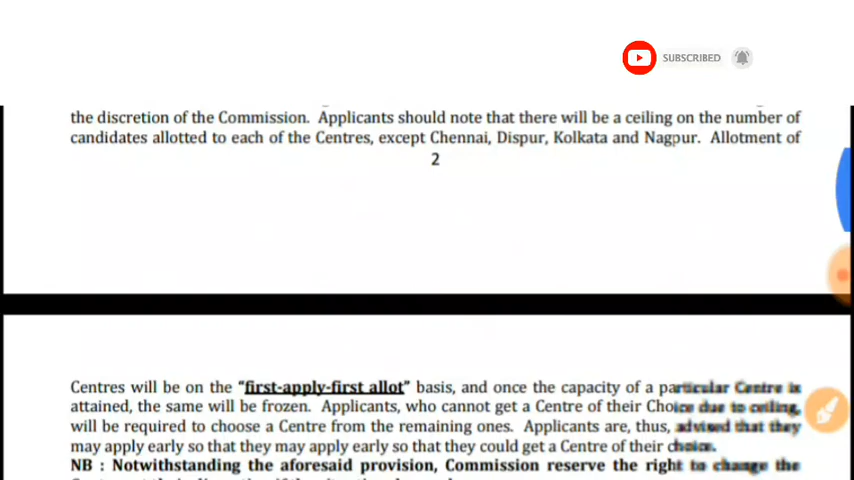 SUBSCRIBED
the discretion of the Commission. Applicants should note that there will be a ceiling on the number of
candidates allotted to each of the Centres, except Chennai, Dispur, Kolkata and Nagpur. Allotment of
2
Centres will be on the "first-apply-first allot" basis, and once the capacity of a particular Centre is
attained, the same will be frozen. Applicants, who cannot get a Centre of their Choice due to ceiling,
will be required to choose a Centre from the remaining ones. Applicants are, thus, advised that they
may apply early so that they may apply early so that they could get a Centre of their choice.
NB : Notwithstanding the aforesaid provision, Commission reserve the right to change the